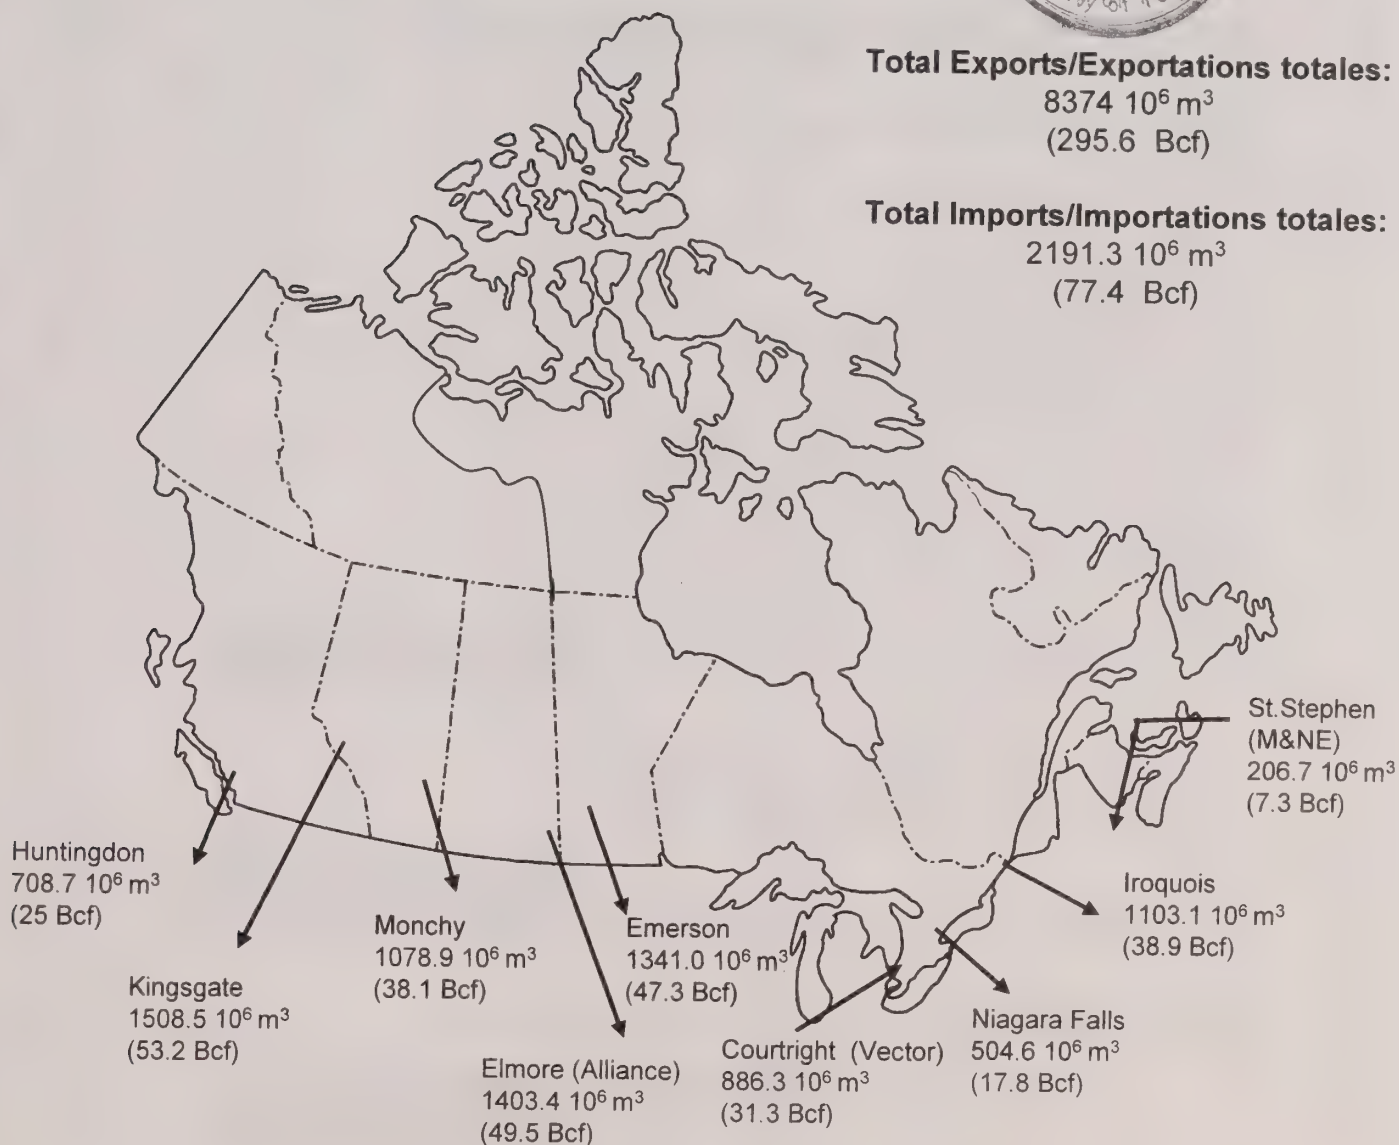 Total Exports/Exportations totales:
8374 10⁶ m³
(295.6 Bcf)
Total Imports/Importations totales:
2191.3 10⁶ m³
(77.4 Bcf)
St.Stephen
(M&NE)
206.7 10⁶ m³
(7.3 Bcf)
Huntingdon
708.7 10⁶ m³
(25 Bcf)
Kingsgate
1508.5 10⁶ m³
(53.2 Bcf)
Monchy
1078.9 10⁶ m³
(38.1 Bcf)
Elmore (Alliance)
1403.4 10⁶ m³
(49.5 Bcf)
Emerson
1341.0 10⁶ m³
(47.3 Bcf)
Courtright (Vector)
886.3 10⁶ m³
(31.3 Bcf)
Niagara Falls
504.6 10⁶ m³
(17.8 Bcf)
Iroquois
1103.1 10⁶ m³
(38.9 Bcf)